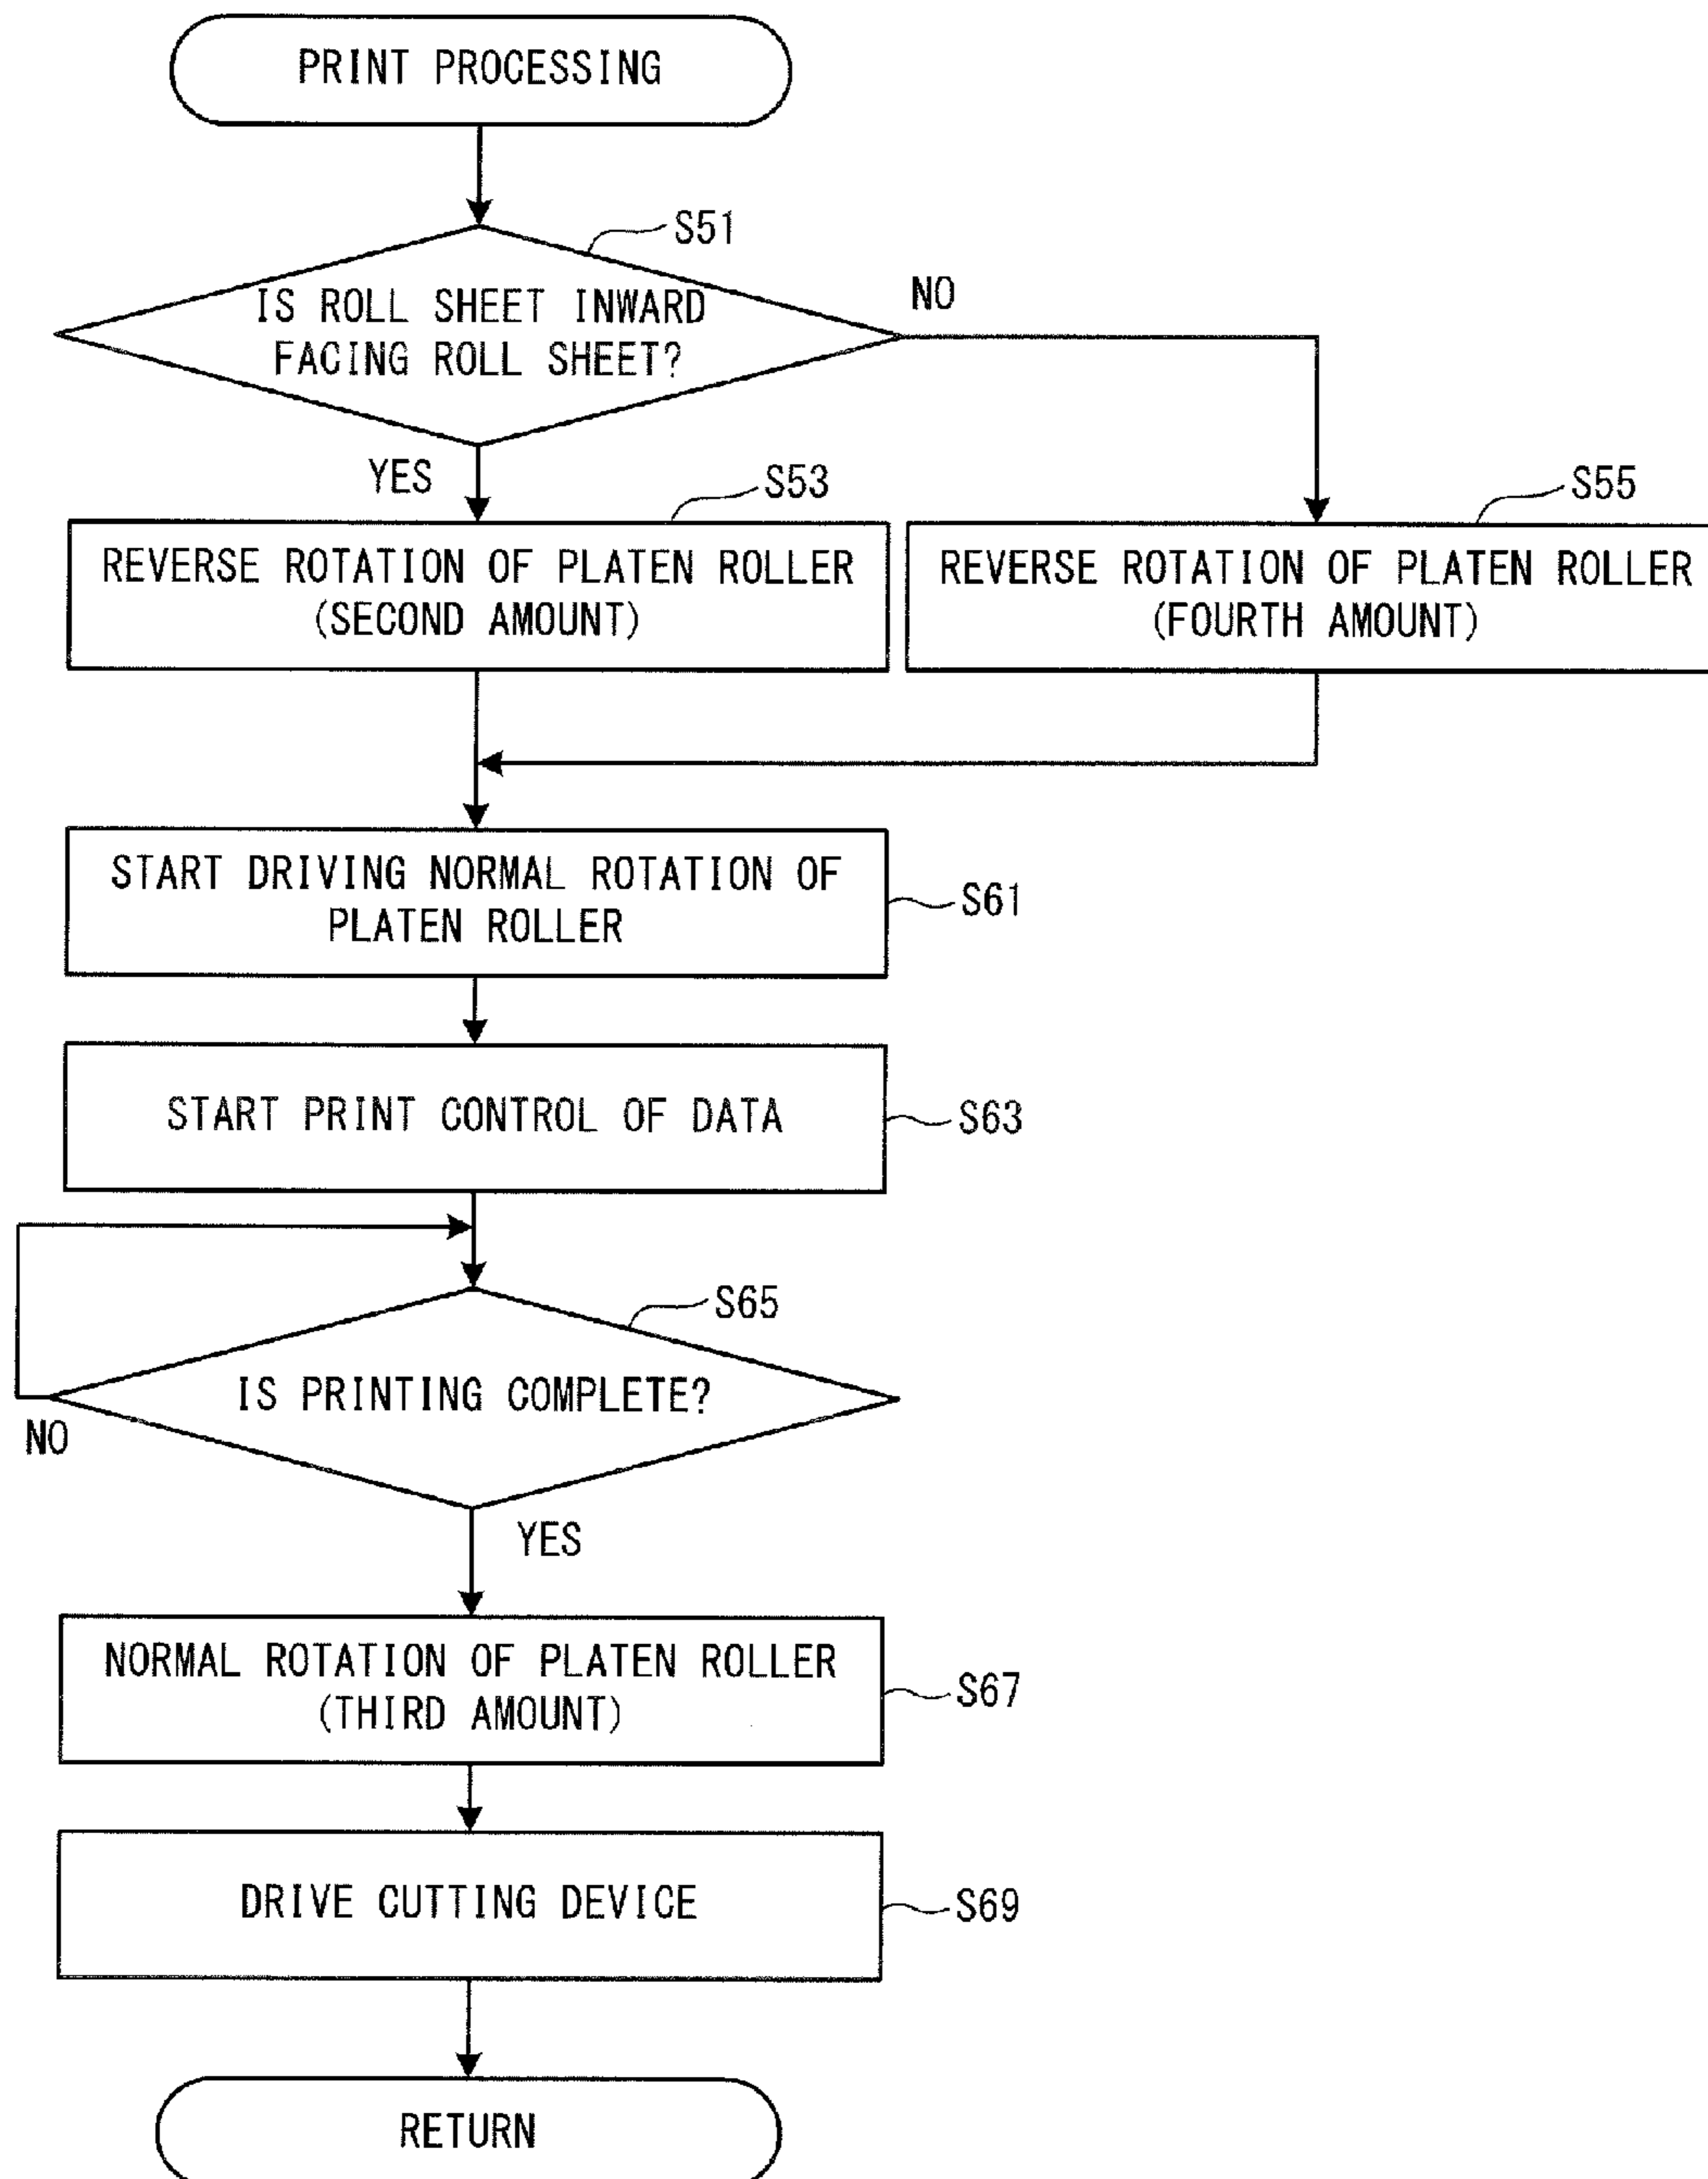 PRINT PROCESSING
S51
IS ROLL SHEET INWARD
FACING ROLL SHEET?
NO
YES
S53
S55
REVERSE ROTATION OF PLATEN ROLLER
(SECOND AMOUNT)
REVERSE ROTATION OF PLATEN ROLLER
(FOURTH AMOUNT)
START DRIVING NORMAL ROTATION OF
PLATEN ROLLER
S61
START PRINT CONTROL OF DATA
S63
S65
IS PRINTING COMPLETE?
NO
YES
NORMAL ROTATION OF PLATEN ROLLER
(THIRD AMOUNT)
S67
DRIVE CUTTING DEVICE
S69
RETURN